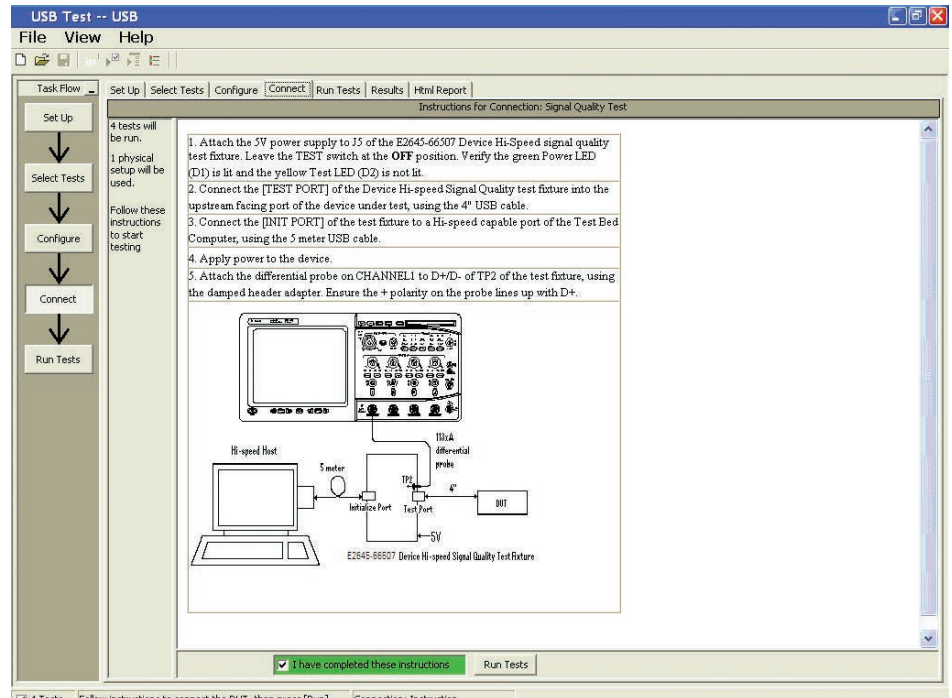 USB Test -- USB
File View Help
Task Flow
Set Up
Select Tests
Configure
Connect
Run Tests
Set Up Select Tests Configure Connect Run Tests Results Html Report
Instructions for Connection: Signal Quality Test
4 tests will
be run.
1 physical
setup will be
used.
Follow these
instructions
to start
testing
1. Attach the 5V power supply to J5 of the E2645-66507 Device Hi-Speed signal quality
test fixture. Leave the TEST switch at the OFF position. Verify the green Power LED
(D1) is lit and the yellow Test LED (D2) is not lit.
2. Connect the [TEST PORT] of the Device Hi-speed Signal Quality test fixture into the
upstream facing port of the device under test, using the 4" USB cable.
3. Connect the [INIT PORT] of the test fixture to a Hi-speed capable port of the Test Bed
Computer, using the 5 meter USB cable.
4. Apply power to the device.
5. Attach the differential probe on CHANNEL1 to D+/D- of TP2 of the test fixture, using
the damped header adapter. Ensure the + polarity on the probe lines up with D+.
113xA
differential
probe
Hi-speed Host
5 meter
TP2
4"
DUT
Initialize Port
Test Port
5V
E2645-66507 Device Hi-speed Signal Quality Test Fixture
I have completed these instructions
Run Tests
4 Tests Follow instructions to connect the DUT, then press [Run] Connection: Instruction